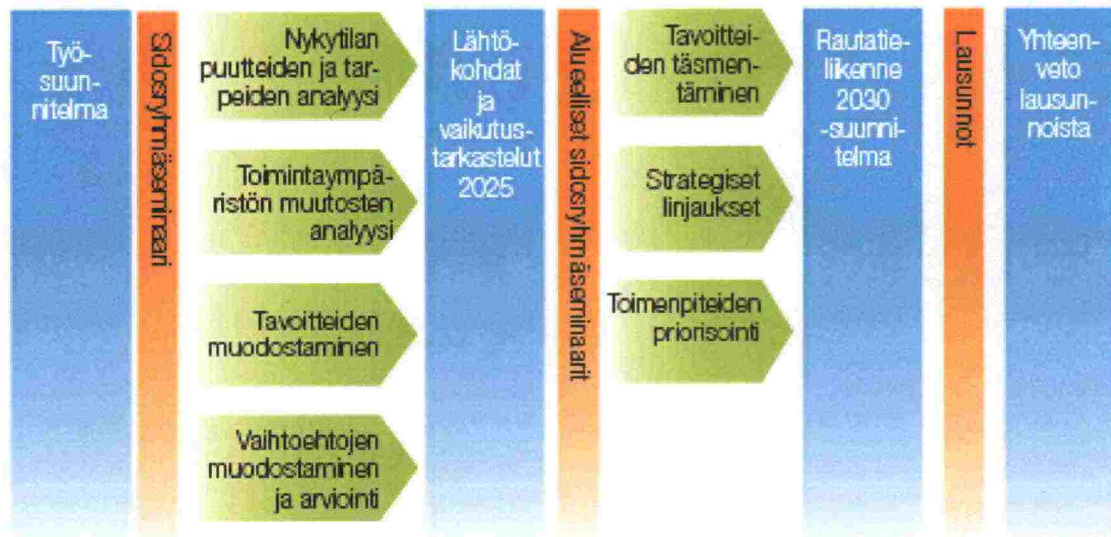 Työ-
suun-
nitelma
Sidosryhmäseminaari
Nykytilan
puutteiden ja tar-
peiden analyysi
Toimintaympä-
ristön muutosten
analyysi
Tavoitteiden
muodostaminen
Vaihtoehtojen
muodostaminen
ja arviointi
Lähtö-
kohdat
ja
vaikutus-
tarkastelut
2025
Alueelliset sidosryhmäseminaarit
Tavoittei-
den täsmen-
täminen
Strategiset
linjaukset
Toimenpiteiden
priorisointi
Rautatie-
liikenne
2030
-suunni-
telma
Lausunnot
Yhteen-
veto
lausun-
noista